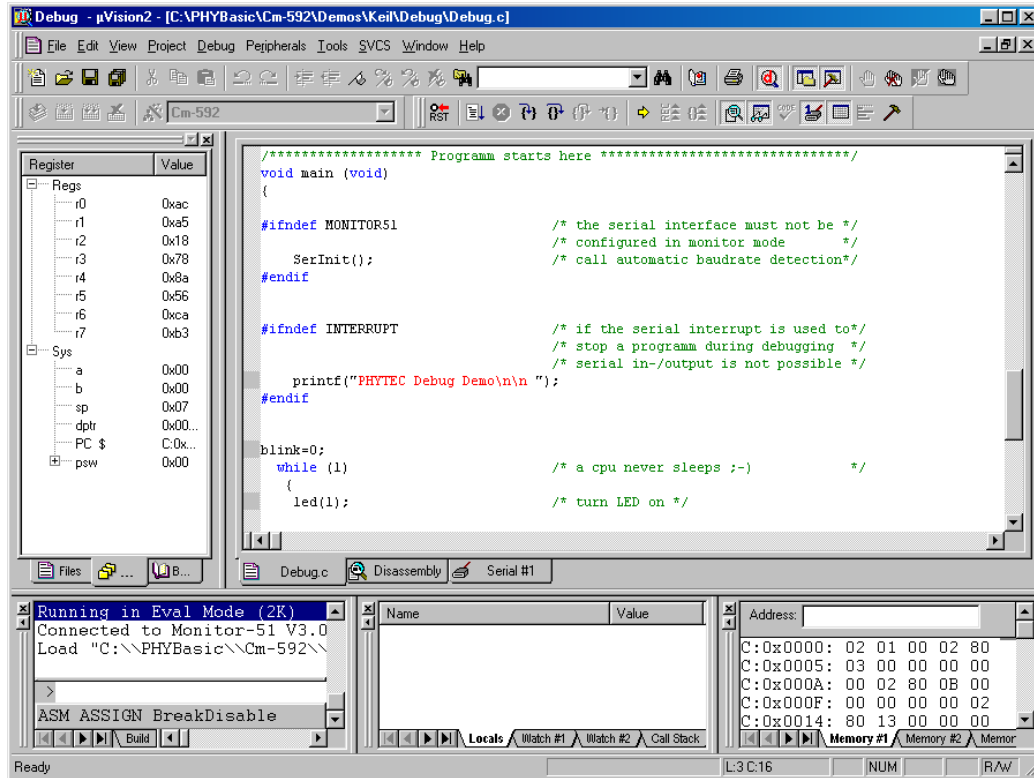 Debug - µVision2 - [C:\PHYBasic\Cm-592\Demos\Keil\Debug\Debug.c]
File Edit View Project Debug Peripherals Tools SVCS Window Help
Cm-592
RST
Register Value
Regs
r0 0xac
r1 0xa5
r2 0x18
r3 0x78
r4 0x8a
r5 0x56
r6 0xca
r7 0xb3
Sys
a 0x00
b 0x00
sp 0x07
dptr 0x00...
PC $ C:0x...
psw 0x00
Files ... B...
/******************* Programm starts here *******************************/
void main (void)
{
#ifndef MONITOR51 /* the serial interface must not be */
/* configured in monitor mode */
SerInit(); /* call automatic baudrate detection*/
#endif
#ifndef INTERRUPT /* if the serial interrupt is used to*/
/* stop a programm during debugging */
/* serial in-/output is not possible */
printf("PHYTEC Debug Demo\n\n ");
#endif
blink=0;
while (1) /* a cpu never sleeps ;-) */
{
led(1); /* turn LED on */
Debug.c Disassembly Serial #1
Running in Eval Mode (2K)
Connected to Monitor-51 V3.0
Load "C:\\PHYBasic\\Cm-592\\
>
ASM ASSIGN BreakDisable
Build
Name Value
Locals Watch #1 Watch #2 Call Stack
Address:
C:0x0000: 02 01 00 02 80
C:0x0005: 03 00 00 00 00
C:0x000A: 00 02 80 0B 00
C:0x000F: 00 00 00 00 02
C:0x0014: 80 13 00 00 00
Memory #1 Memory #2 Memor
Ready L:3 C:16 NUM R/W